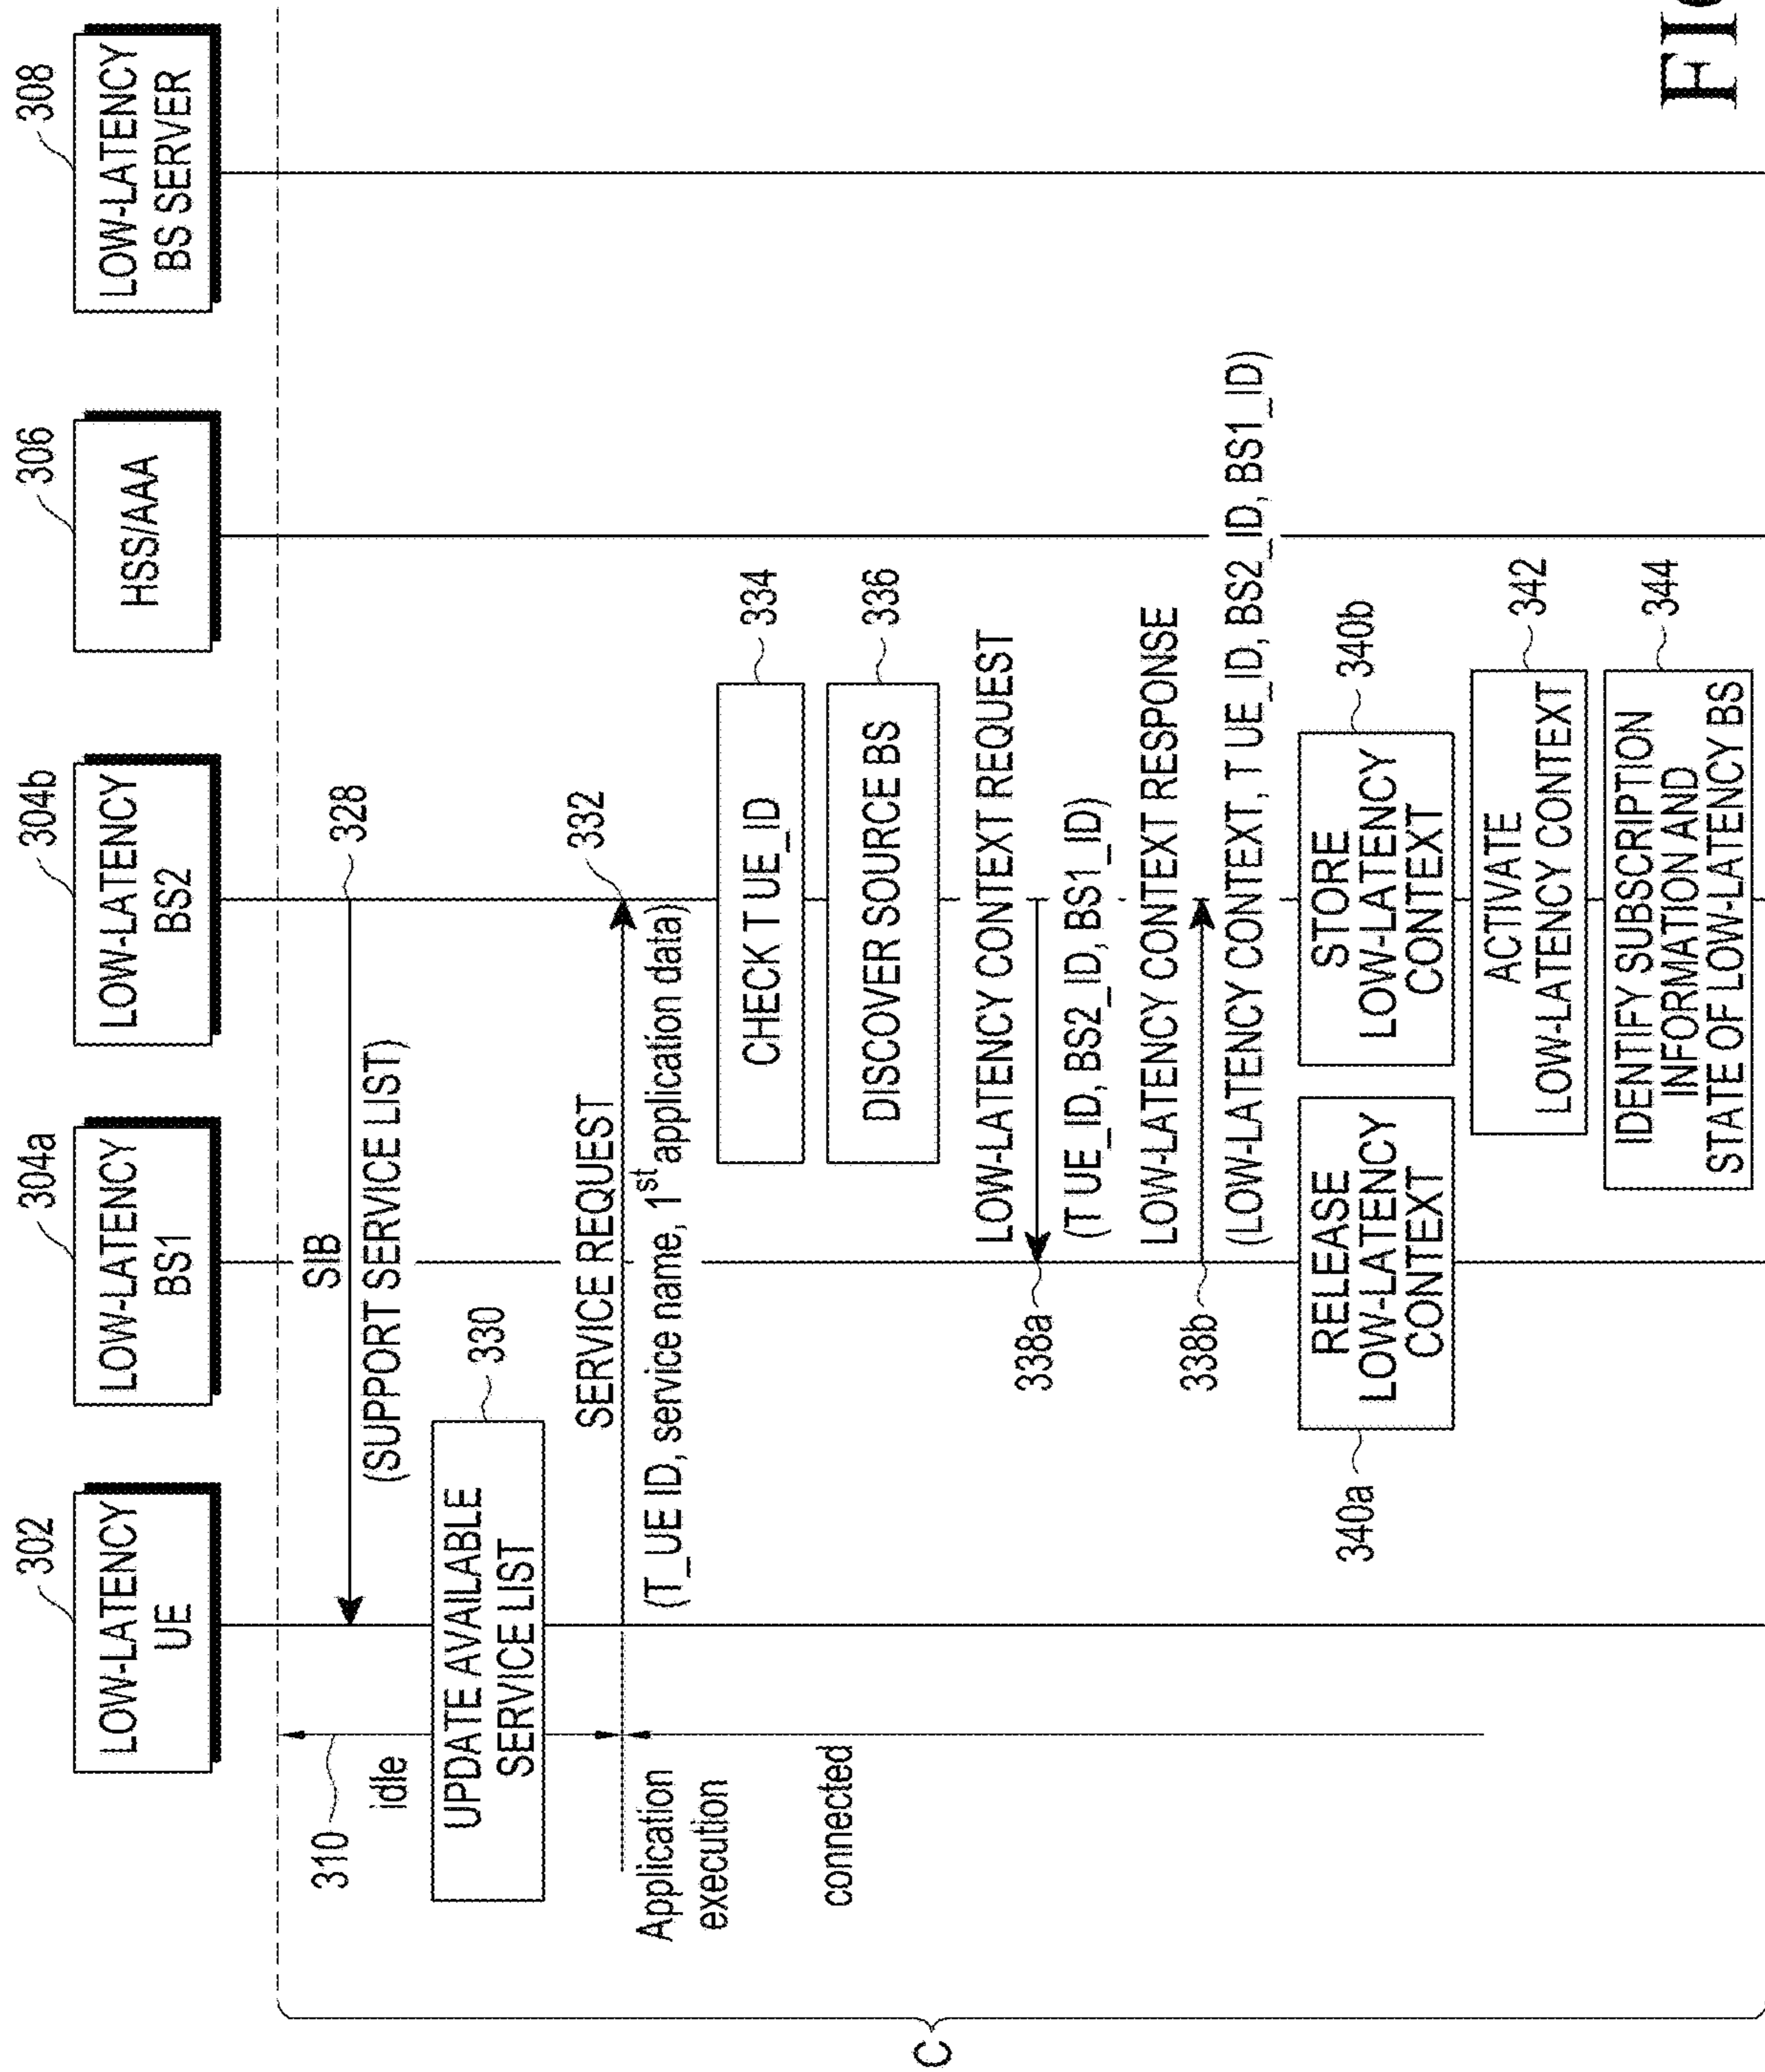 302
304a
304b
306
308
LOW-LATENCY
UE
LOW-LATENCY
BS1
LOW-LATENCY
BS2
HSS/AAA
LOW-LATENCY
BS SERVER
310
idle
SIB
(SUPPORT SERVICE LIST)
328
UPDATE AVAILABLE
SERVICE LIST
330
SERVICE REQUEST
332
(T_UE ID, service name, 1st application data)
Application
execution
connected
CHECK T UE_ID
334
DISCOVER SOURCE BS
336
LOW-LATENCY CONTEXT REQUEST
338a
(T UE_ID, BS2_ID, BS1_ID)
LOW-LATENCY CONTEXT RESPONSE
338b
(LOW-LATENCY CONTEXT, T UE_ID, BS2_ID, BS1_ID)
340a
RELEASE
LOW-LATENCY
CONTEXT
STORE
LOW-LATENCY
CONTEXT
340b
ACTIVATE
LOW-LATENCY CONTEXT
342
IDENTIFY SUBSCRIPTION
INFORMATION AND
STATE OF LOW-LATENCY BS
344
C